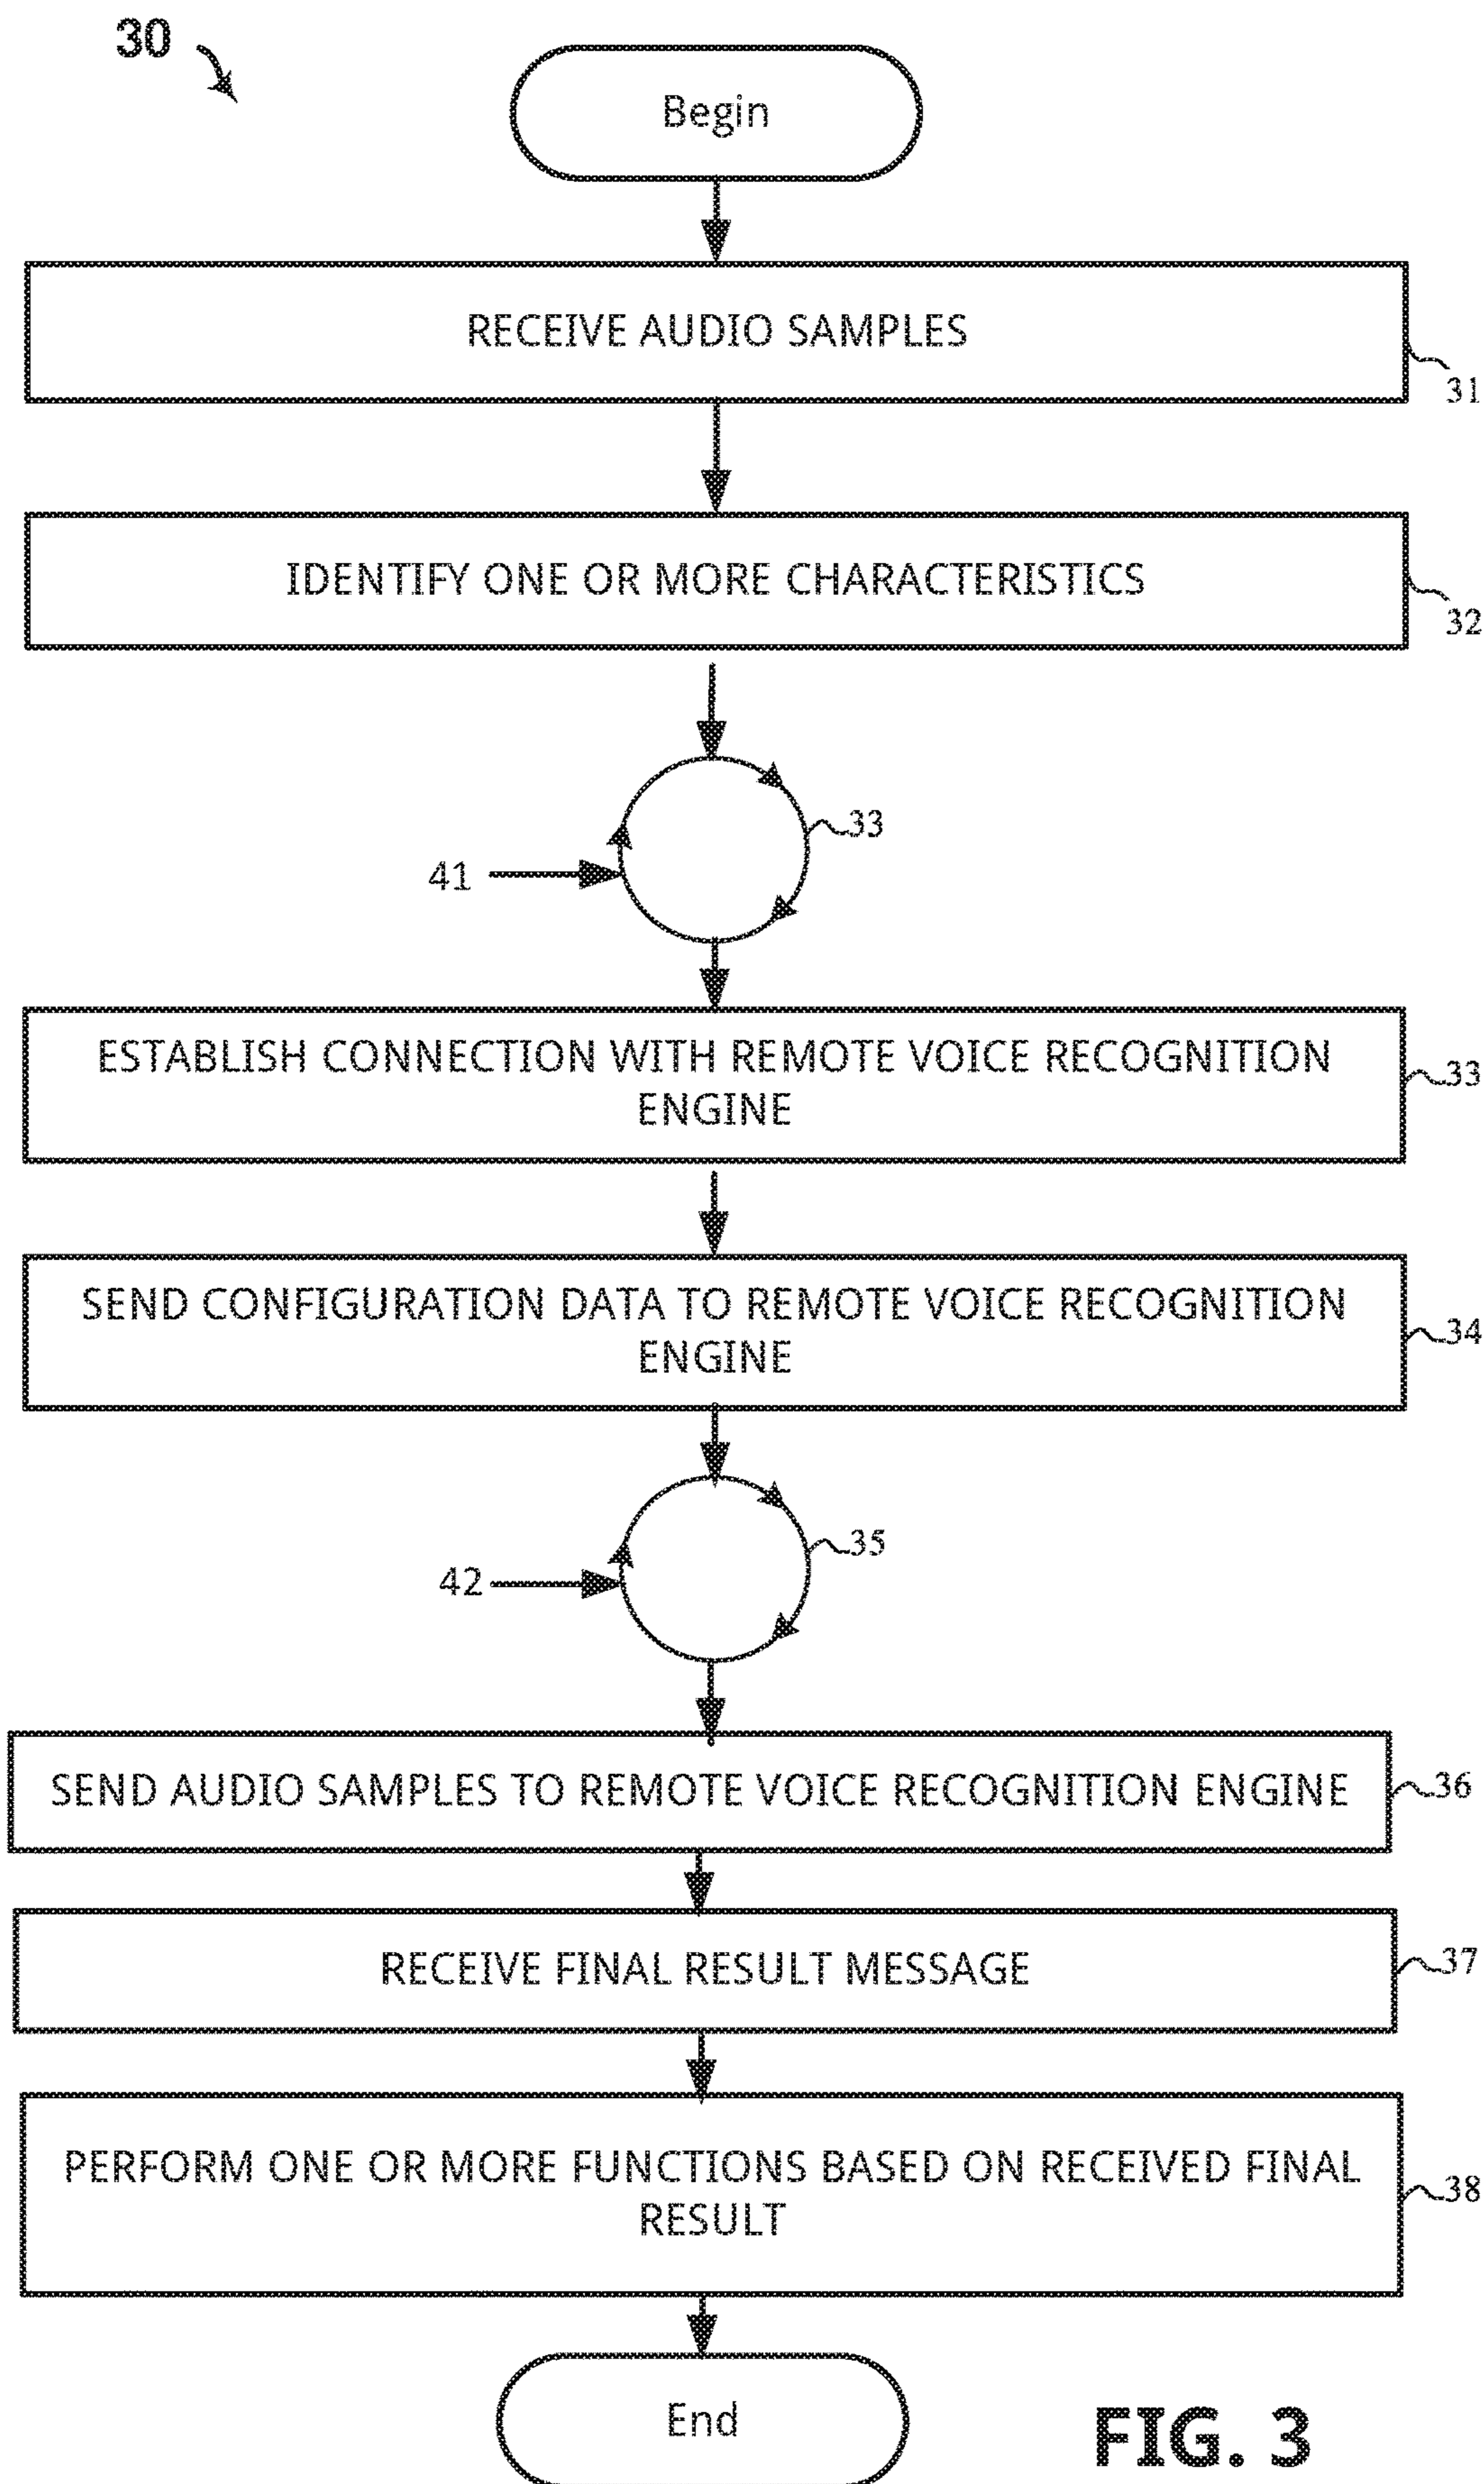 30
Begin
RECEIVE AUDIO SAMPLES
31
IDENTIFY ONE OR MORE CHARACTERISTICS
32
33
41
ESTABLISH CONNECTION WITH REMOTE VOICE RECOGNITION
ENGINE
33
SEND CONFIGURATION DATA TO REMOTE VOICE RECOGNITION
ENGINE
34
35
42
SEND AUDIO SAMPLES TO REMOTE VOICE RECOGNITION ENGINE
36
RECEIVE FINAL RESULT MESSAGE
37
PERFORM ONE OR MORE FUNCTIONS BASED ON RECEIVED FINAL
RESULT
38
End
FIG. 3